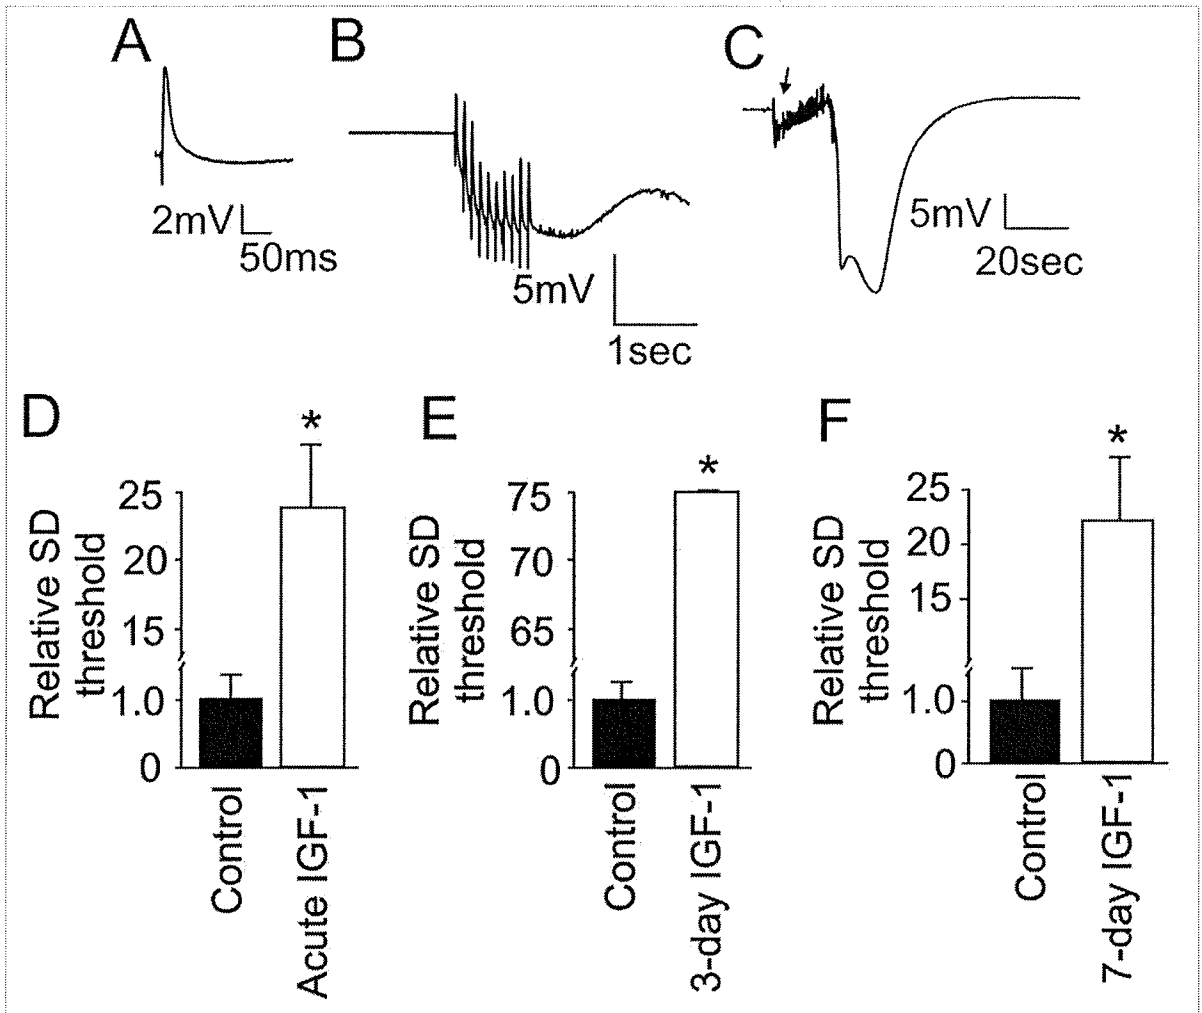 A
B
C
2mV
50ms
5mV
1sec
5mV
20sec
D
*
Relative SD
threshold
25
20
15
1.0
0
Control
Acute IGF-1
E
*
Relative SD
threshold
75
70
65
1.0
0
Control
3-day IGF-1
F
*
Relative SD
threshold
25
20
15
1.0
0
Control
7-day IGF-1